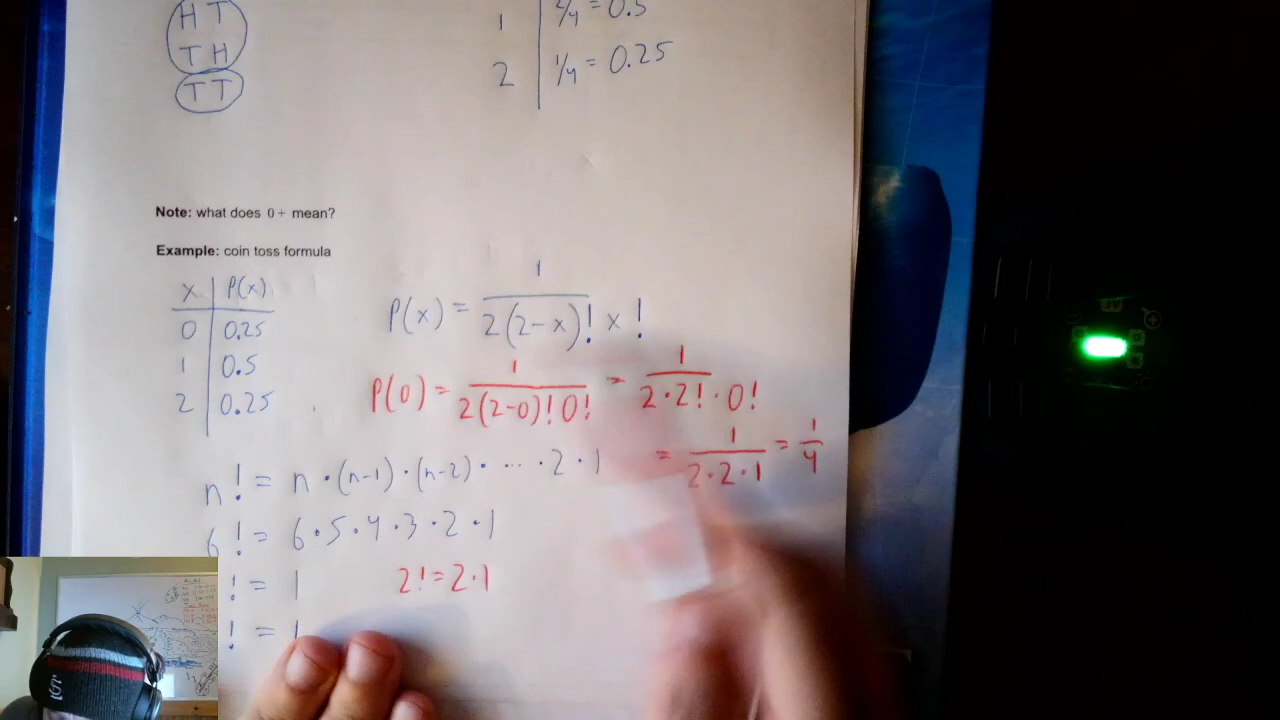 H T
T H
T T
1 2/4 = 0.5
2 1/4 = 0.25
Note: what does 0+ mean?
Example: coin toss formula
x P(x)
0 0.25
1 0.5
2 0.25
P(x) = 1/2(2-x)! x!
P(0) = 1/2(2-0)! 0! = 1/2·2!·0!
= 1/2·2·1 = 1/4
n! = n·(n-1)·(n-2)· ... ·2·1
6! = 6·5·4·3·2·1
! = 1
2! = 2·1
! = 1